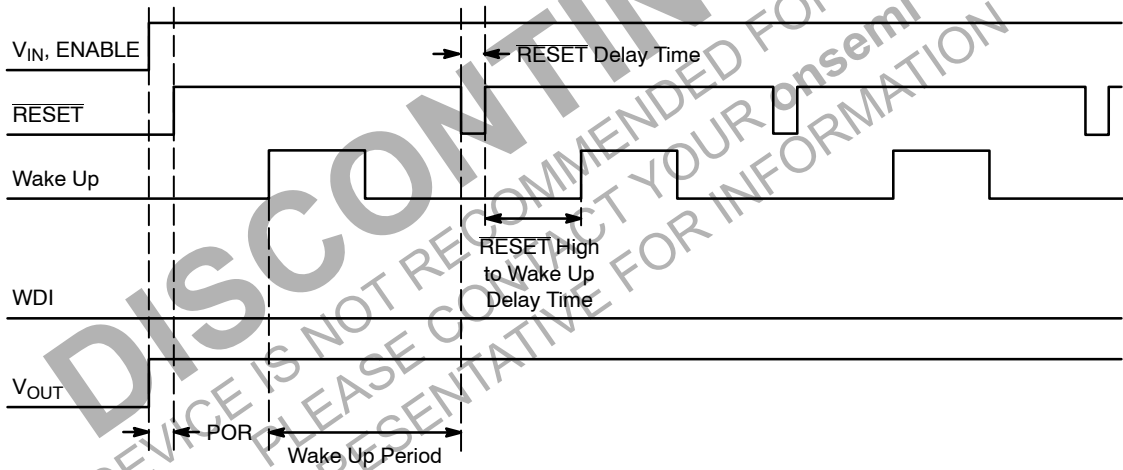 V_IN, ENABLE
RESET Delay Time
RESET
Wake Up
RESET High
to Wake Up
Delay Time
WDI
V_OUT
POR
Wake Up Period
DISCONTIN
DEVICE IS NOT RECOMMENDED FOR
PLEASE CONTACT YOUR onsemi
REPRESENTATIVE FOR INFORMATION